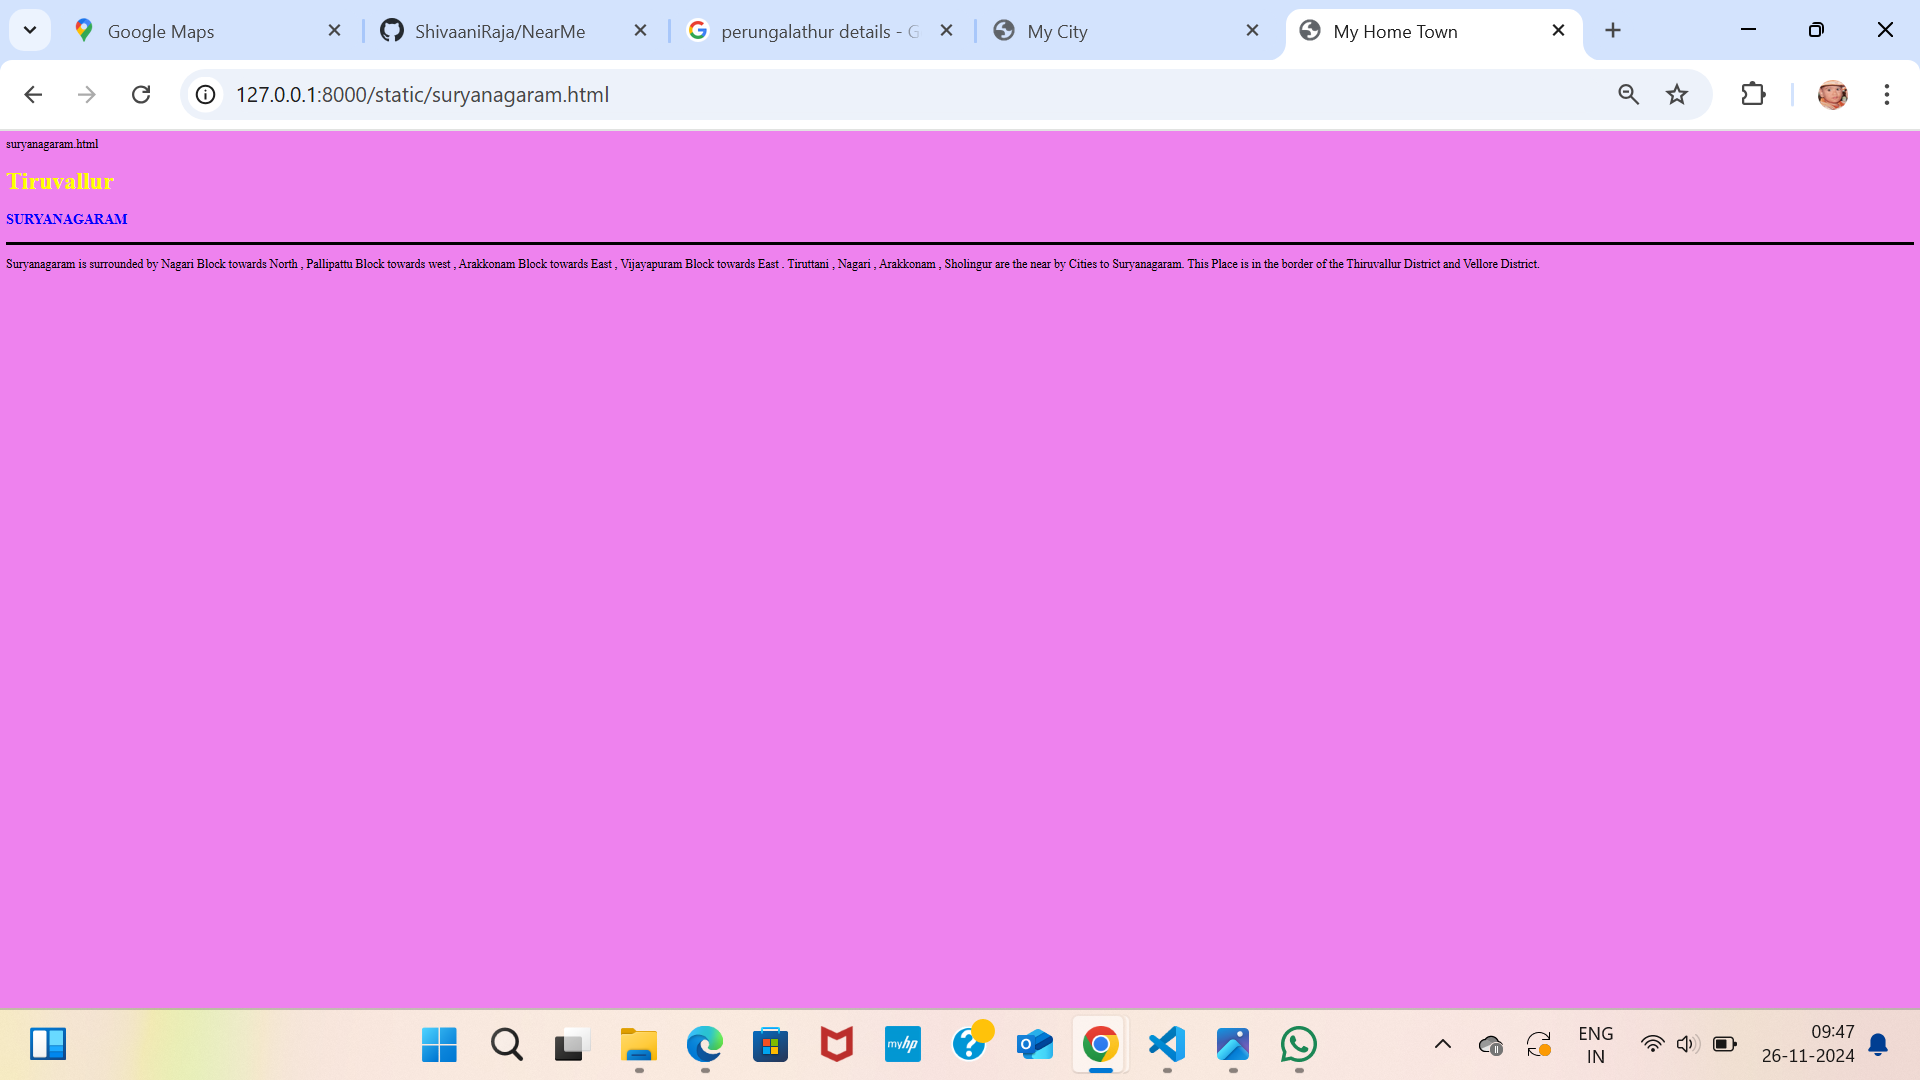 Google Maps
ShivaaniRaja/NearMe
perungalathur details - G
My City
My Home Town
127.0.0.1:8000/static/suryanagaram.html
suryanagaram.html
Tiruvallur
SURYANAGARAM
Suryanagaram is surrounded by Nagari Block towards North , Pallipattu Block towards west , Arakkonam Block towards East , Vijayapuram Block towards East . Tiruttani , Nagari , Arakkonam , Sholingur are the near by Cities to Suryanagaram. This Place is in the border of the Thiruvallur District and Vellore District.
myhp
ENG
IN
09:47
26-11-2024